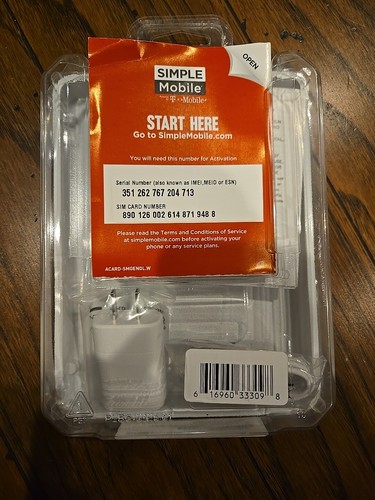 OPEN
SIMPLE
Mobile
T-Mobile
START HERE
Go to SimpleMobile.com
You will need this number for Activation
Serial Number (also known as IMEI,MEID or ESN)
351 262 767 204 713
SIM CARD NUMBER
890 126 002 614 871 948 8
Please read the Terms and Conditions of Service
at simplemobile.com before activating your
phone or any service plans.
ACARD-SM0ENGL.W
6 16960 33309 8